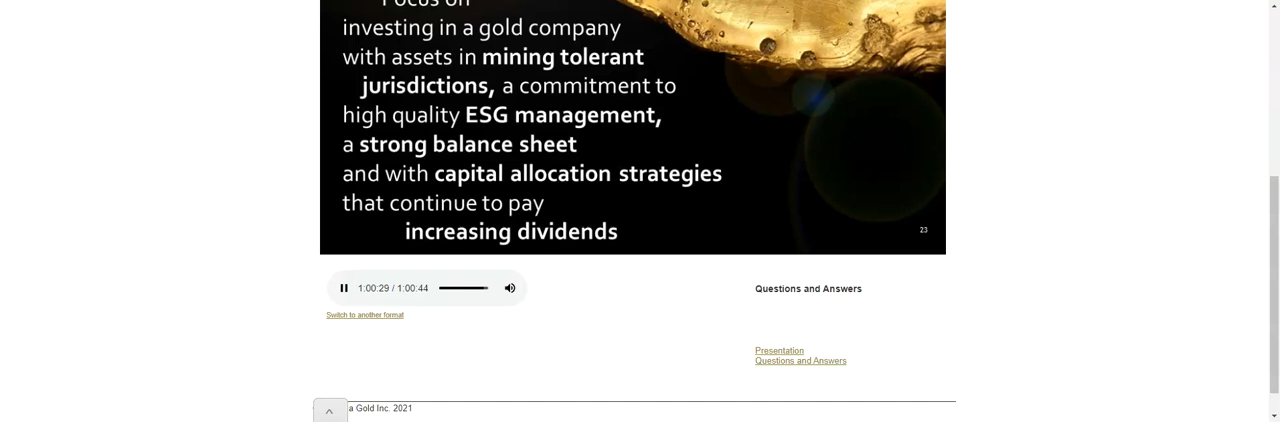 Focus on
investing in a gold company
with assets in mining tolerant
jurisdictions, a commitment to
high quality ESG management,
a strong balance sheet
and with capital allocation strategies
that continue to pay
increasing dividends
23
1:00:29 / 1:00:44
Switch to another format
Questions and Answers
Presentation
Questions and Answers
a Gold Inc. 2021